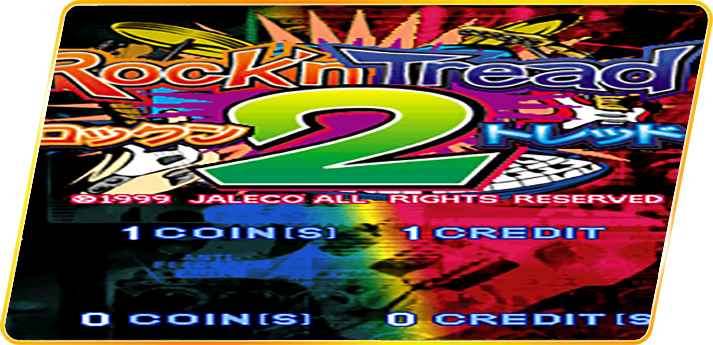 Rock'n Tread
2
ロックン トレッド
©1999 JALECO ALL RIGHTS RESERVED
1 COIN(S) 1 CREDIT
0 COIN(S) 0 CREDIT(S